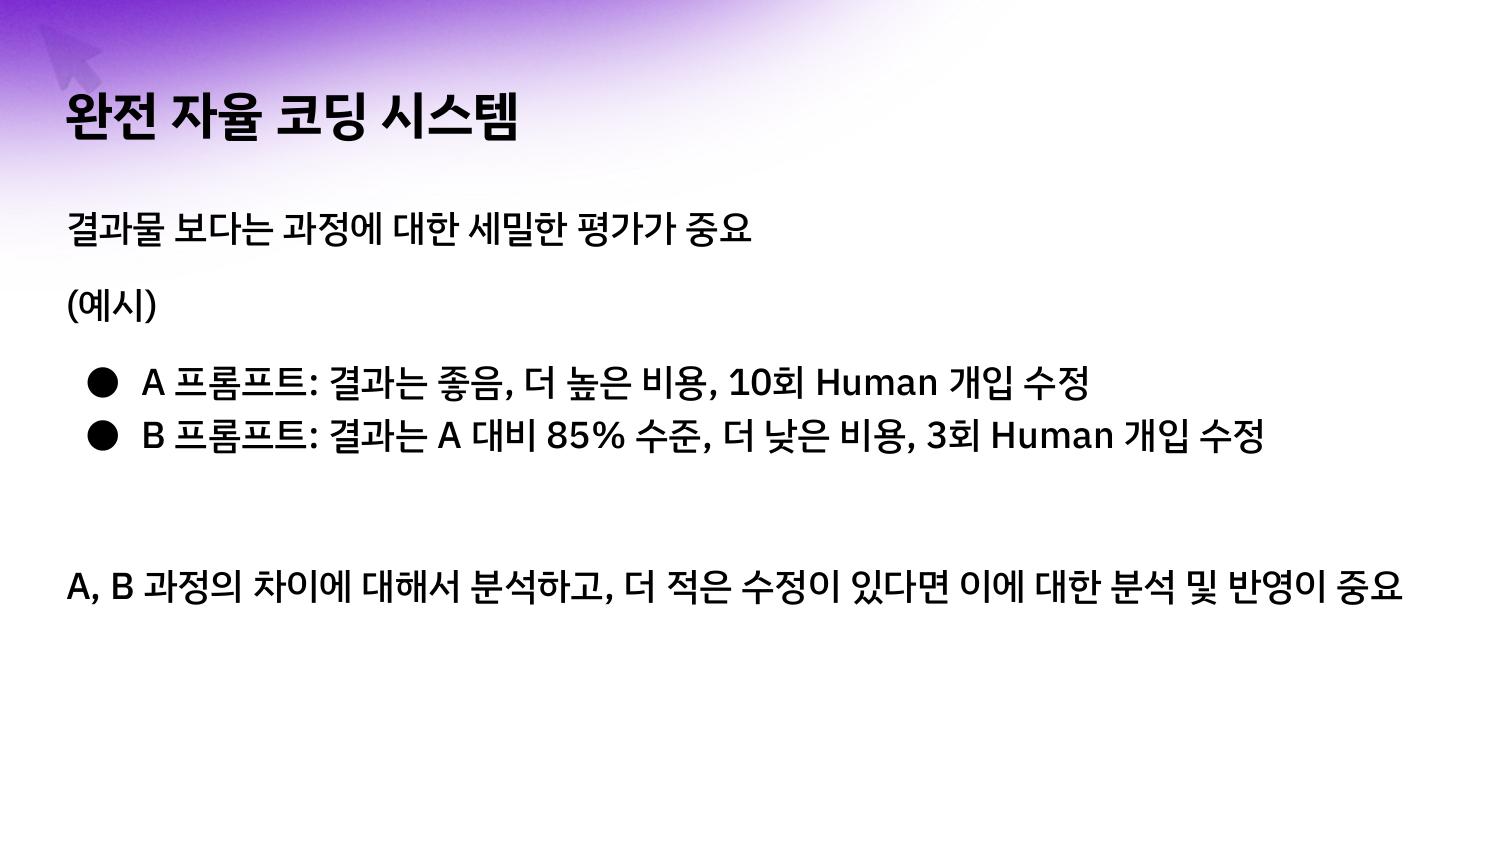 완전 자율 코딩 시스템
결과물 보다는 과정에 대한 세밀한 평가가 중요
(예시)
● A 프롬프트: 결과는 좋음, 더 높은 비용, 10회 Human 개입 수정
● B 프롬프트: 결과는 A 대비 85% 수준, 더 낮은 비용, 3회 Human 개입 수정
A, B 과정의 차이에 대해서 분석하고, 더 적은 수정이 있다면 이에 대한 분석 및 반영이 중요